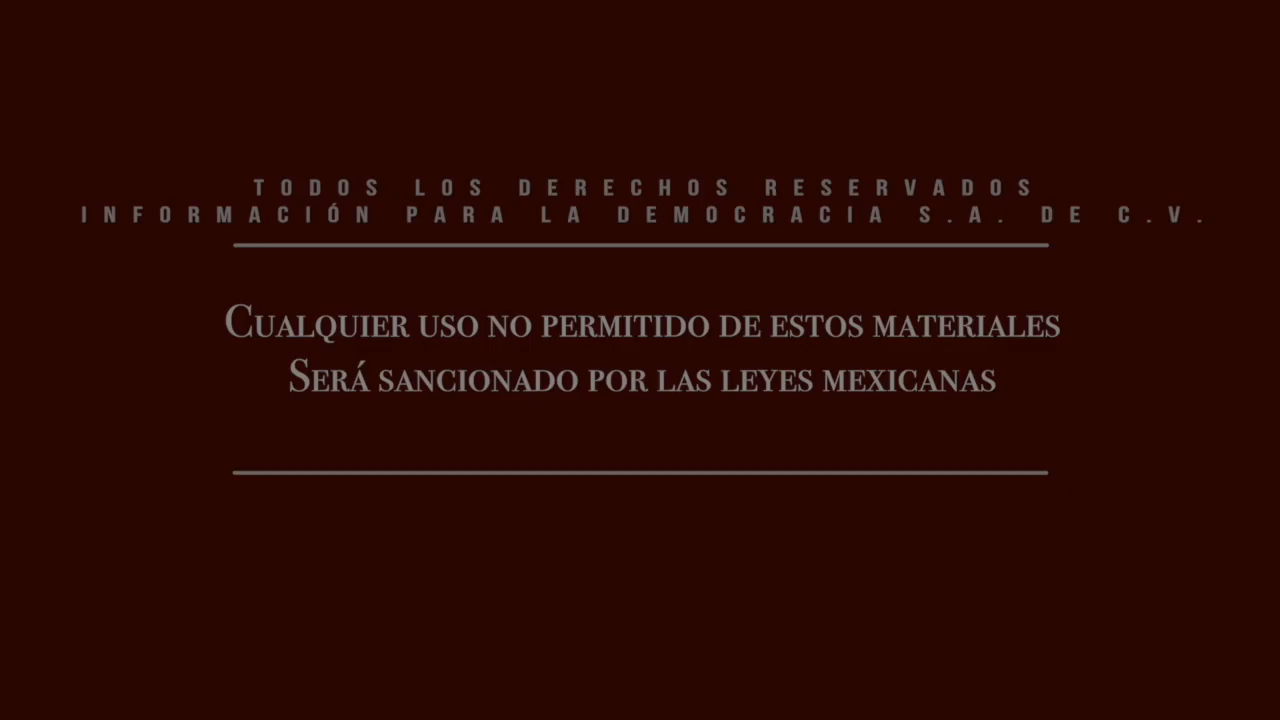 TODOS LOS DERECHOS RESERVADOS
INFORMACIÓN PARA LA DEMOCRACIA S.A. DE C.V.
Cualquier uso no permitido de estos materiales
Será sancionado por las leyes mexicanas